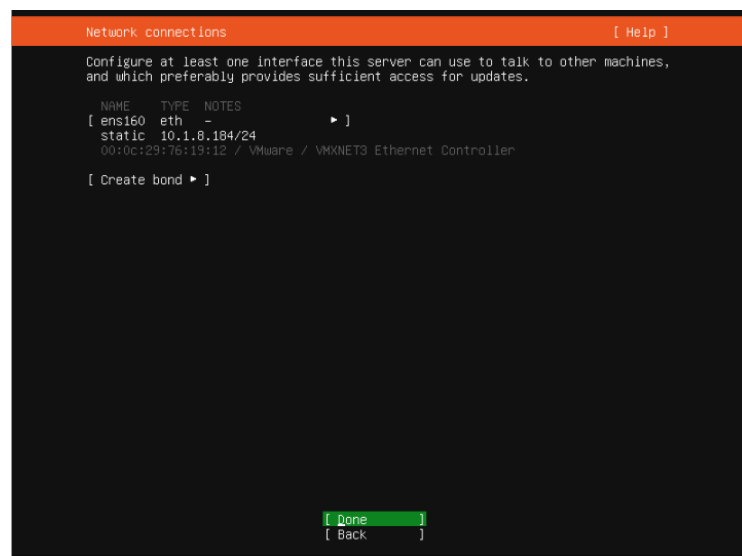 Network connections [ Help ]
Configure at least one interface this server can use to talk to other machines,
and which preferably provides sufficient access for updates.
NAME TYPE NOTES
[ ens160 eth – ▸ ]
static 10.1.8.184/24
00:0c:29:76:19:12 / VMware / VMXNET3 Ethernet Controller
[ Create bond ▸ ]
[ Done ]
[ Back ]